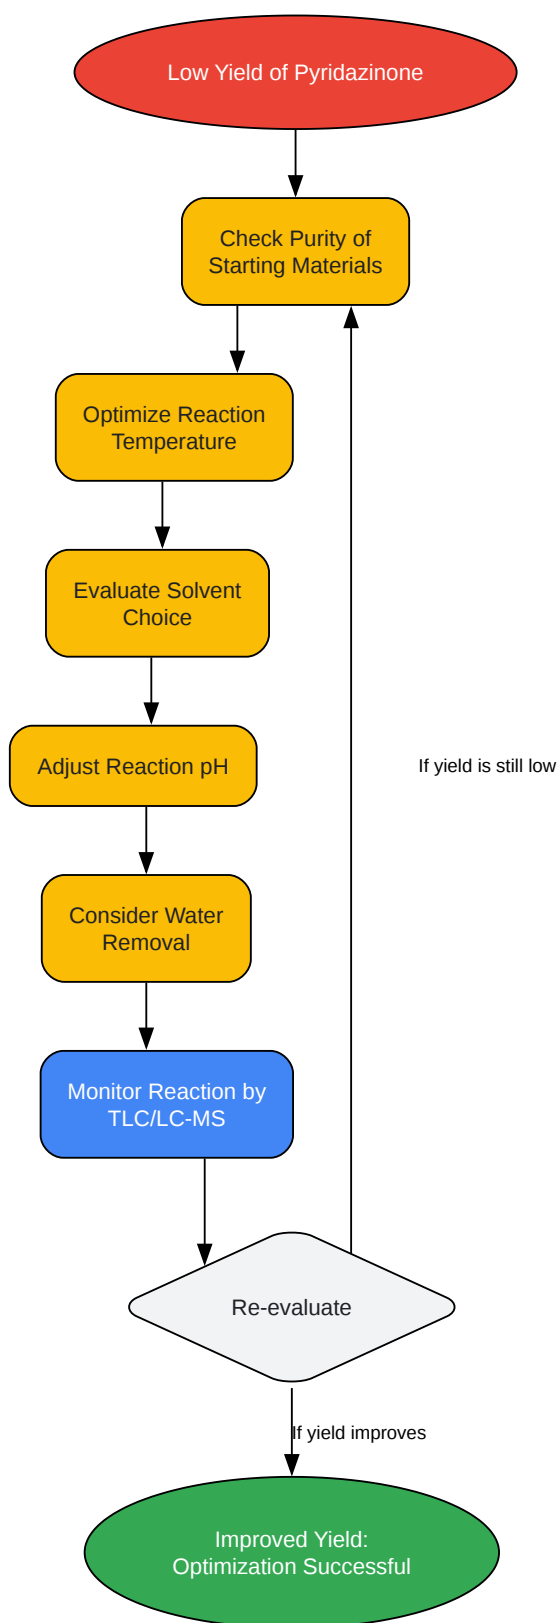 Low Yield of Pyridazinone
Check Purity of
Starting Materials
Optimize Reaction
Temperature
Evaluate Solvent
Choice
Adjust Reaction pH
If yield is still low
Consider Water
Removal
Monitor Reaction by
TLC/LC-MS
Re-evaluate
If yield improves
Improved Yield:
Optimization Successful